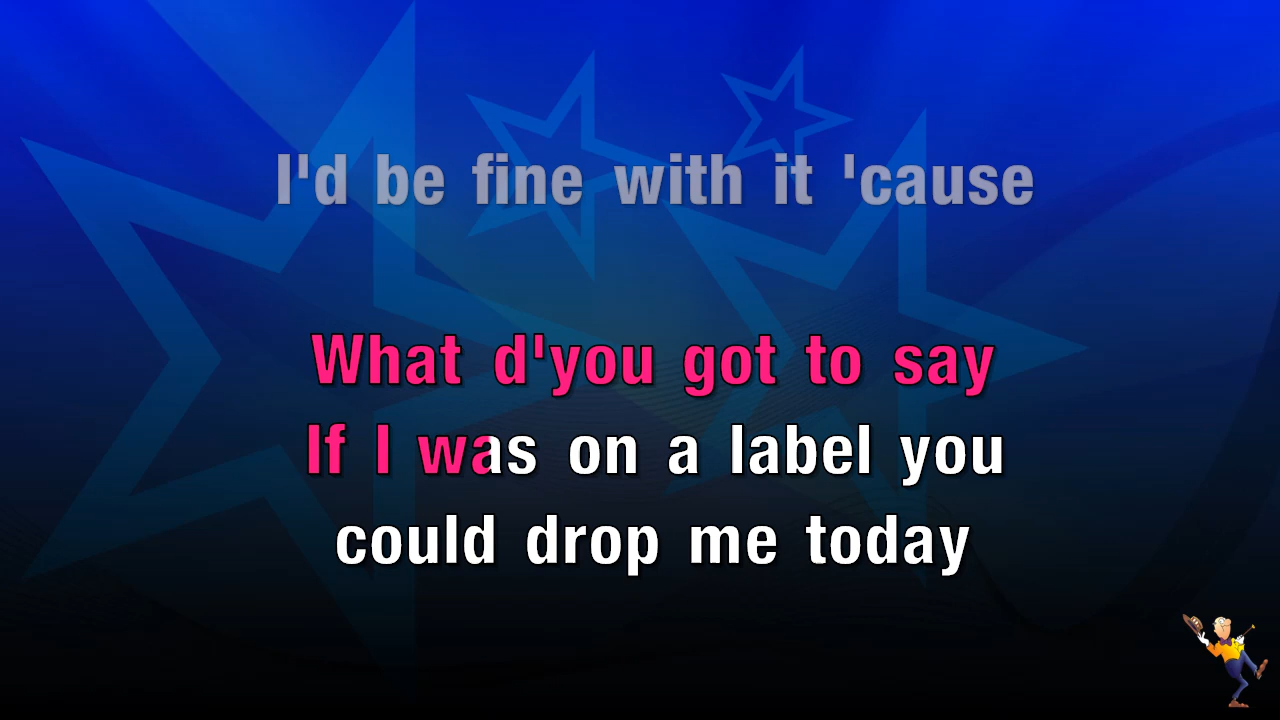 I'd be fine with it 'cause
What d'you got to say
If I was on a label you
could drop me today